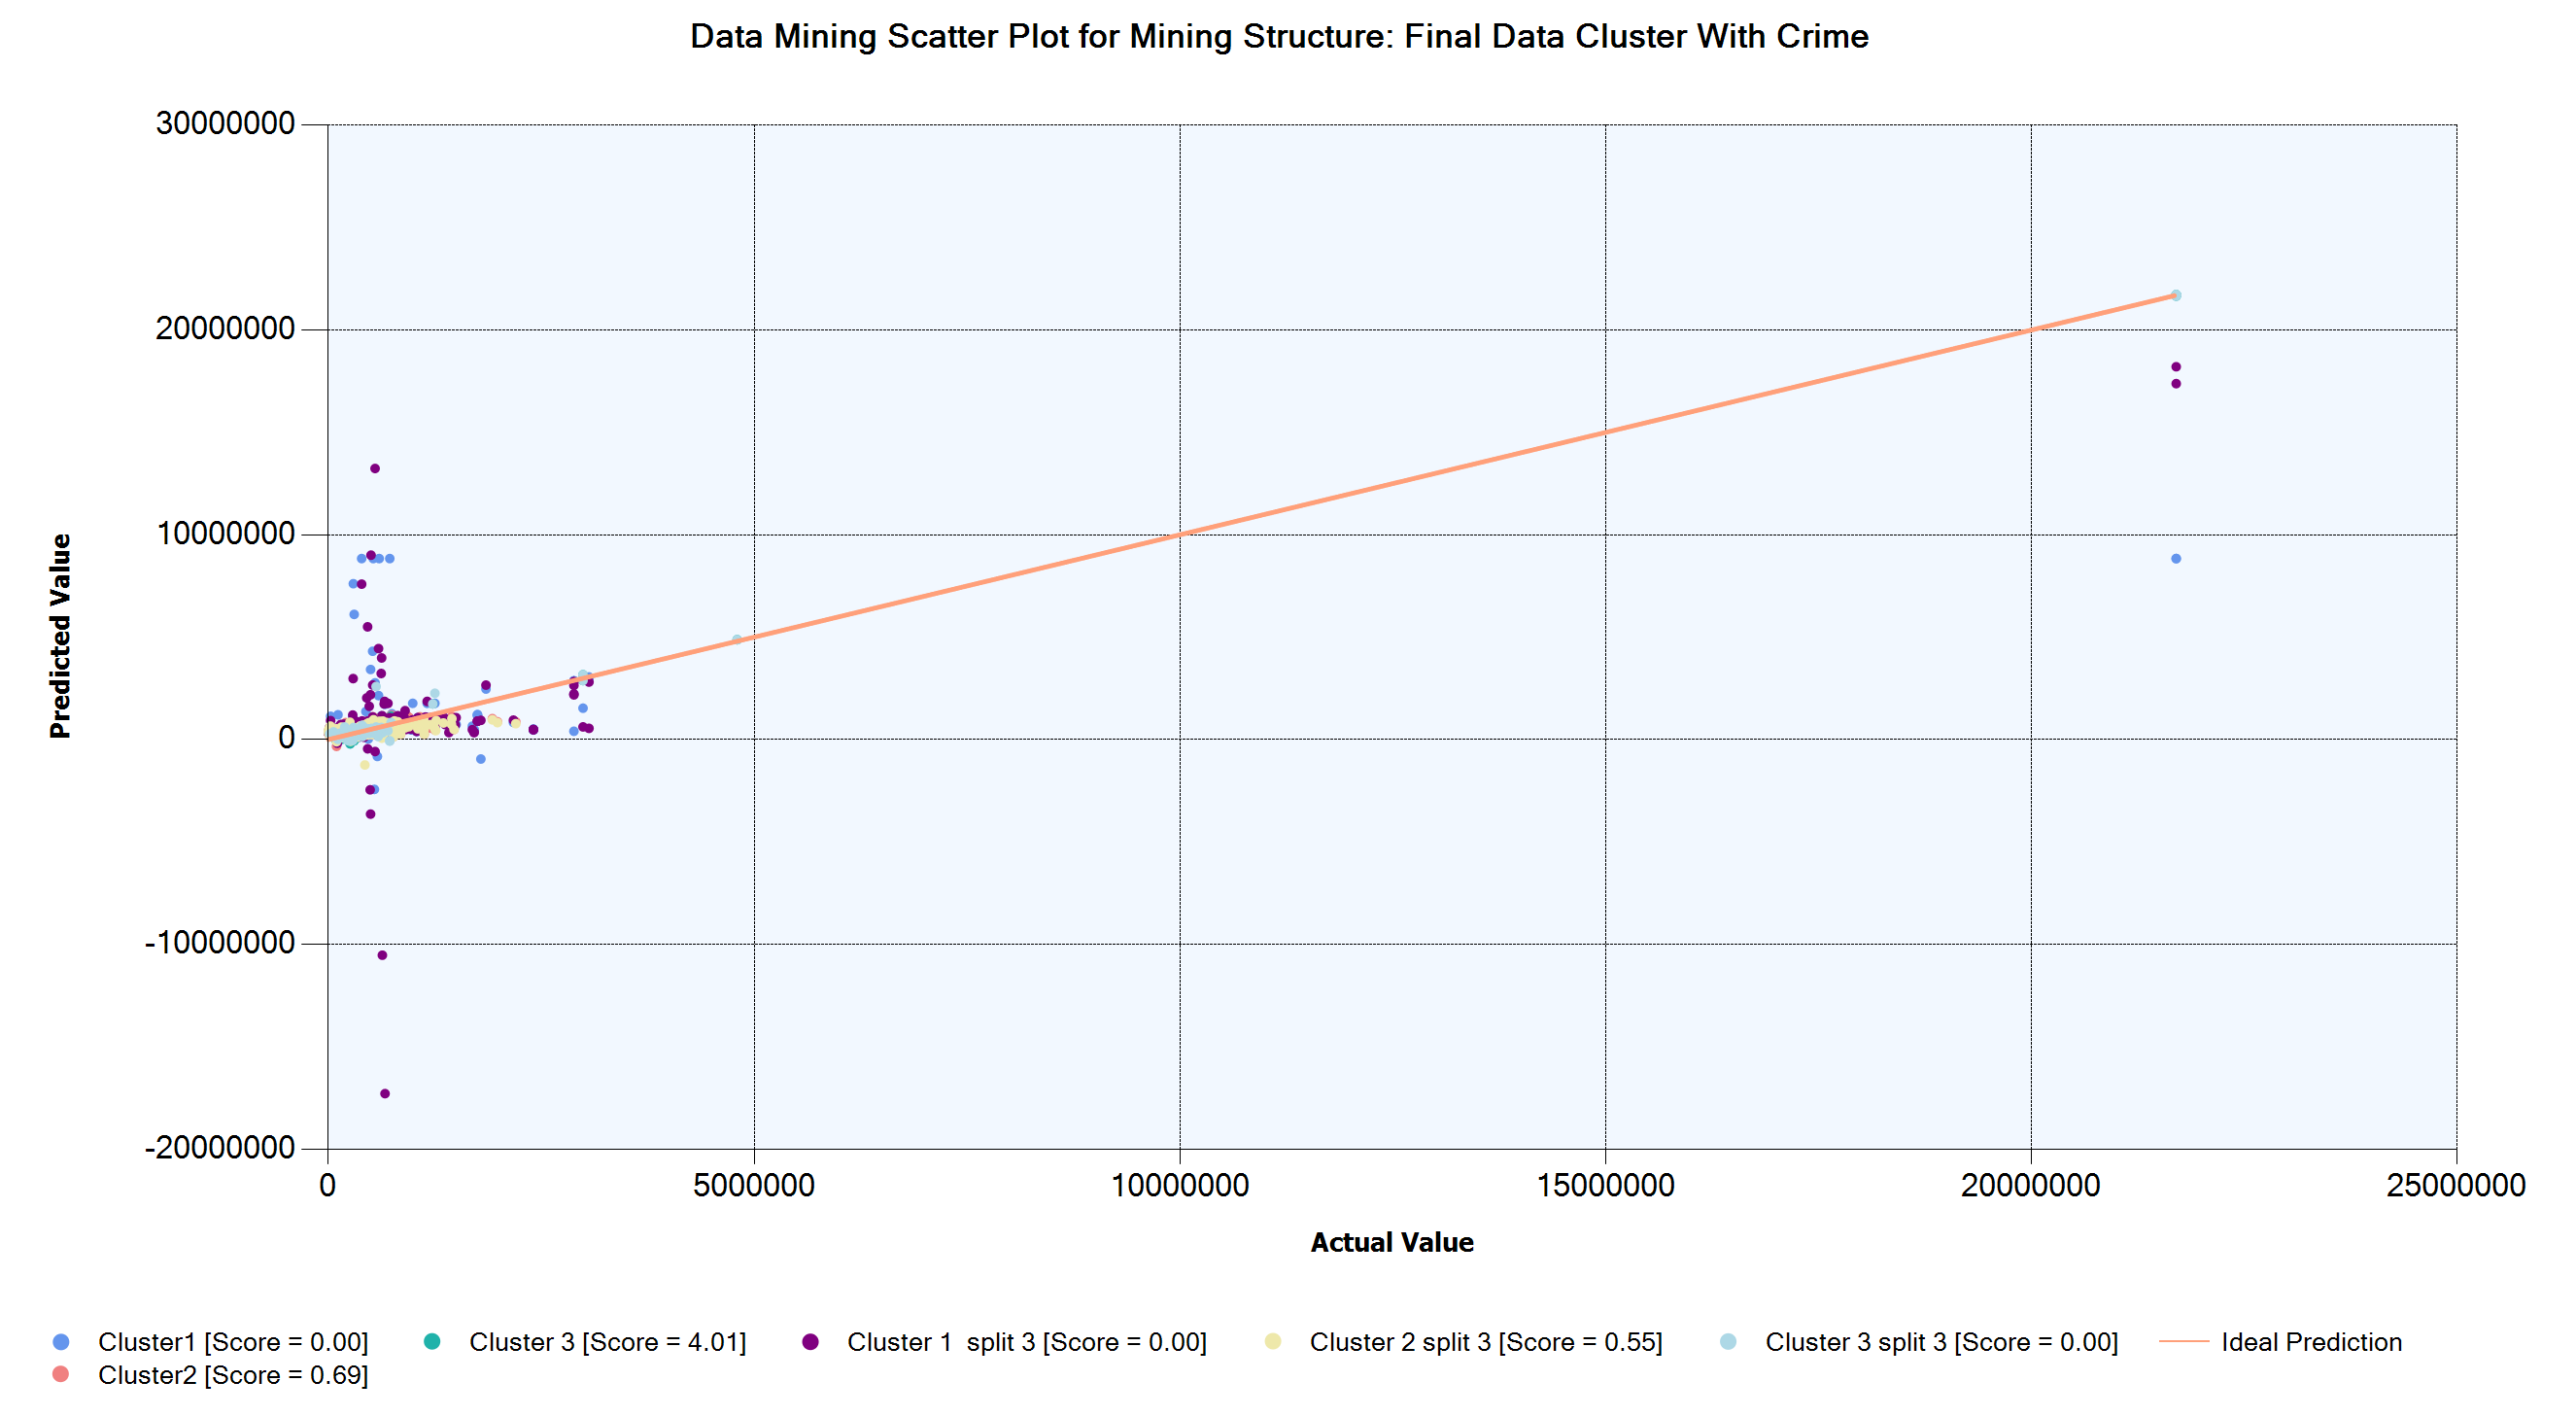 Data Mining Scatter Plot for Mining Structure: Final Data Cluster With Crime
30000000
20000000
10000000
0
-10000000
-20000000
Predicted Value
0 5000000 10000000 15000000 20000000 25000000
Actual Value
Cluster1 [Score = 0.00] Cluster 3 [Score = 4.01] Cluster 1  split 3 [Score = 0.00] Cluster 2 split 3 [Score = 0.55] Cluster 3 split 3 [Score = 0.00] Ideal Prediction
Cluster2 [Score = 0.69]